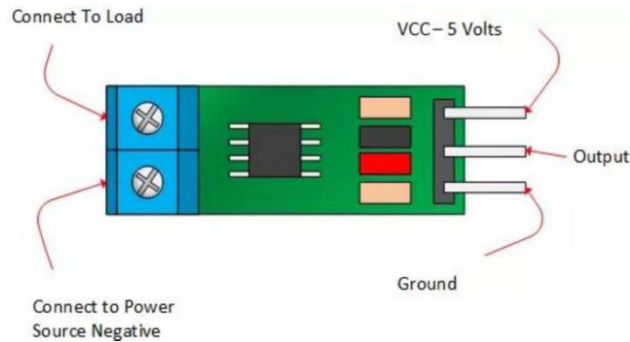 Connect To Load
VCC– 5 Volts
Output
Ground
Connect to Power
Source Negative